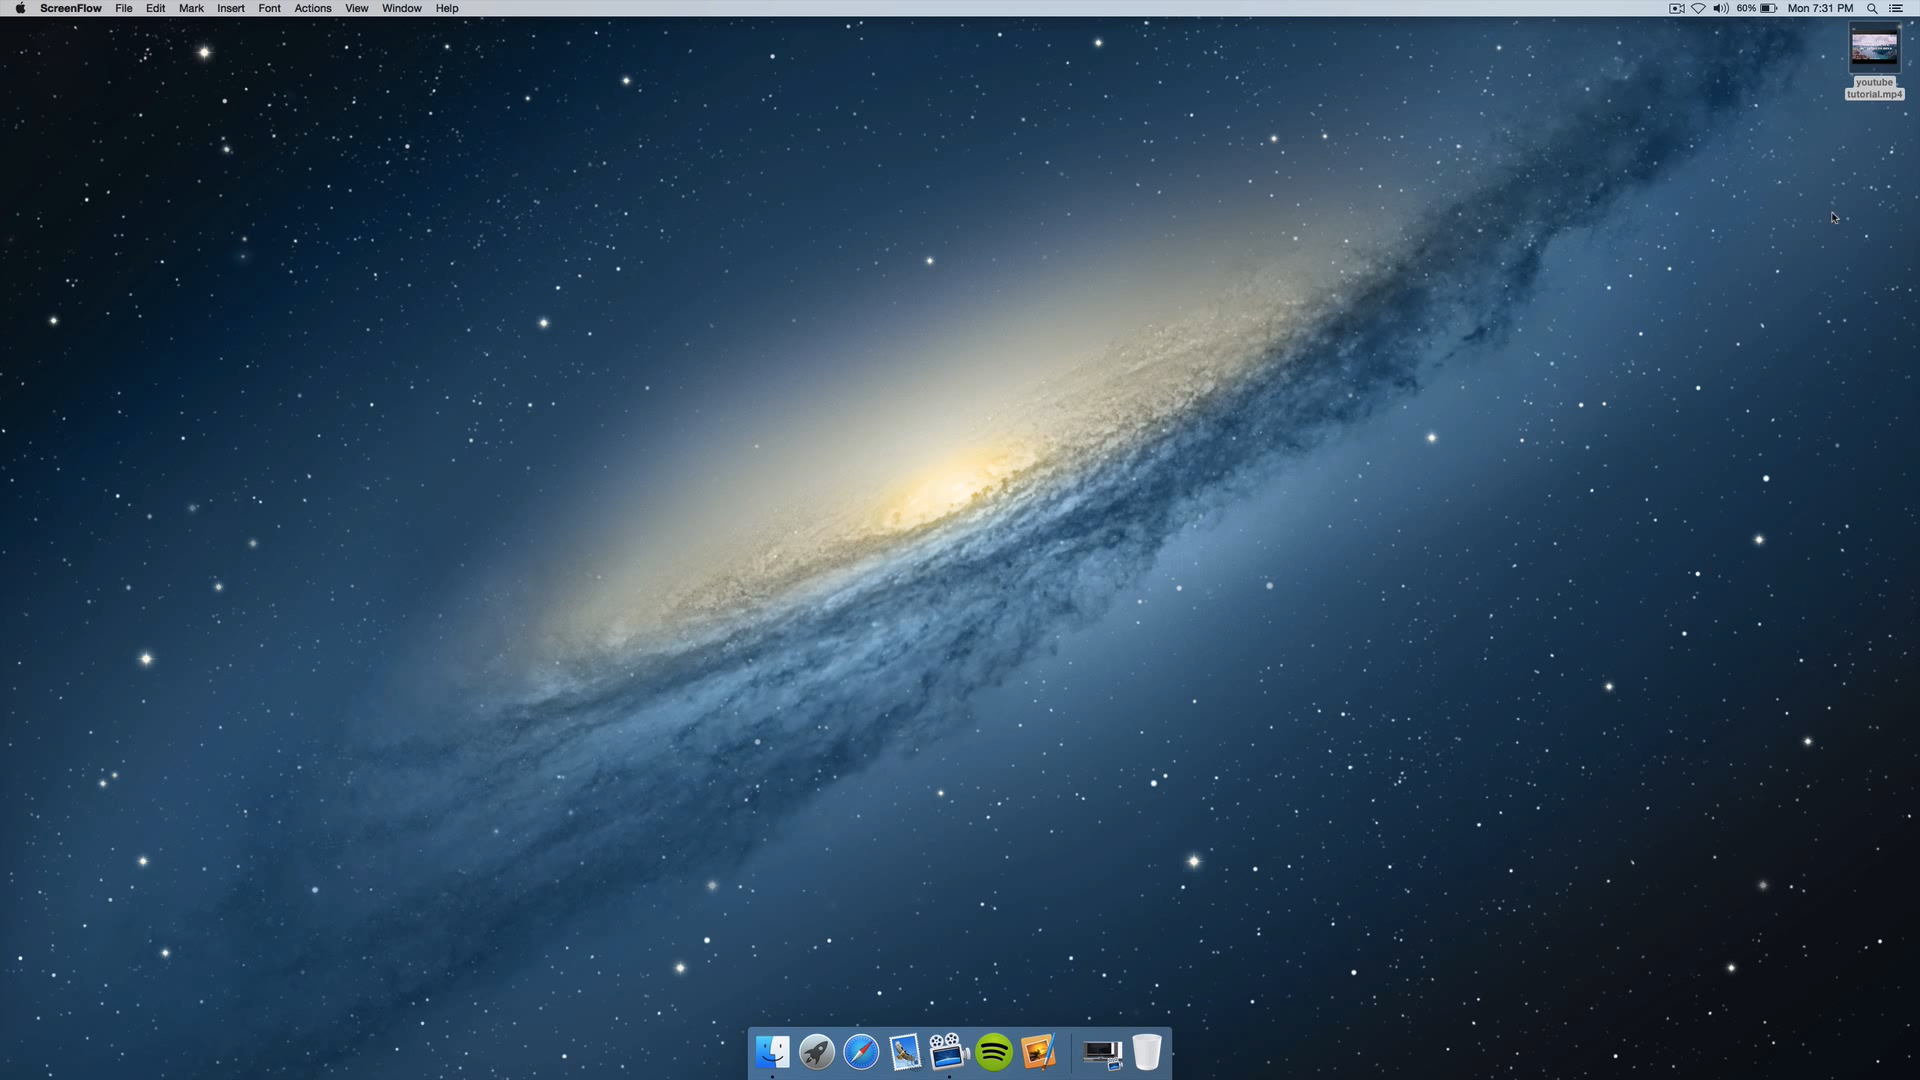 ScreenFlow File Edit Mark Insert Font Actions View Window Help 60% Mon 7:31 PM
youtube
tutorial.mp4